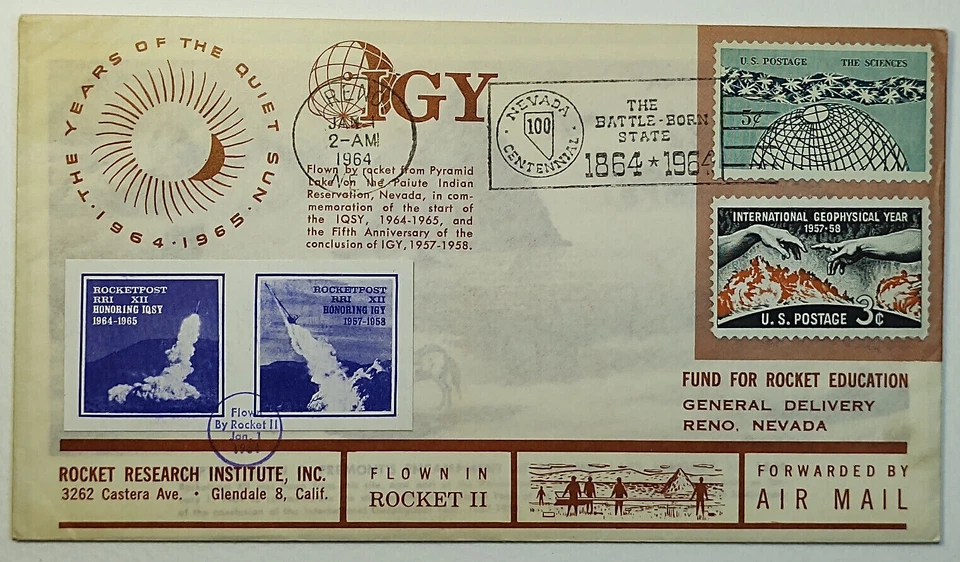 THE YEARS OF THE QUIET SUN
· 1964 · 1965 ·
IGY
RENO
JAN
2-AM
1964
NEV.
NEVADA
100
CENTENNIAL
THE
BATTLE-BORN
STATE
1864 ★ 1964
U.S. POSTAGE THE SCIENCES
5¢
Flown by rocket from Pyramid
Lake on the Paiute Indian
Reservation, Nevada, in com-
memoration of the start of
the IQSY, 1964-1965, and
the Fifth Anniversary of the
conclusion of IGY, 1957-1958.
INTERNATIONAL GEOPHYSICAL YEAR
1957-58
U.S. POSTAGE 3¢
ROCKETPOST
RRI XII
HONORING IQSY
1964-1965
ROCKETPOST
RRI XII
HONORING IGY
1957-1958
Flown
By Rocket II
Jan. 1
1964
FUND FOR ROCKET EDUCATION
GENERAL DELIVERY
RENO, NEVADA
ROCKET RESEARCH INSTITUTE, INC.
3262 Castera Ave. · Glendale 8, Calif.
FLOWN IN
ROCKET II
FORWARDED BY
AIR MAIL